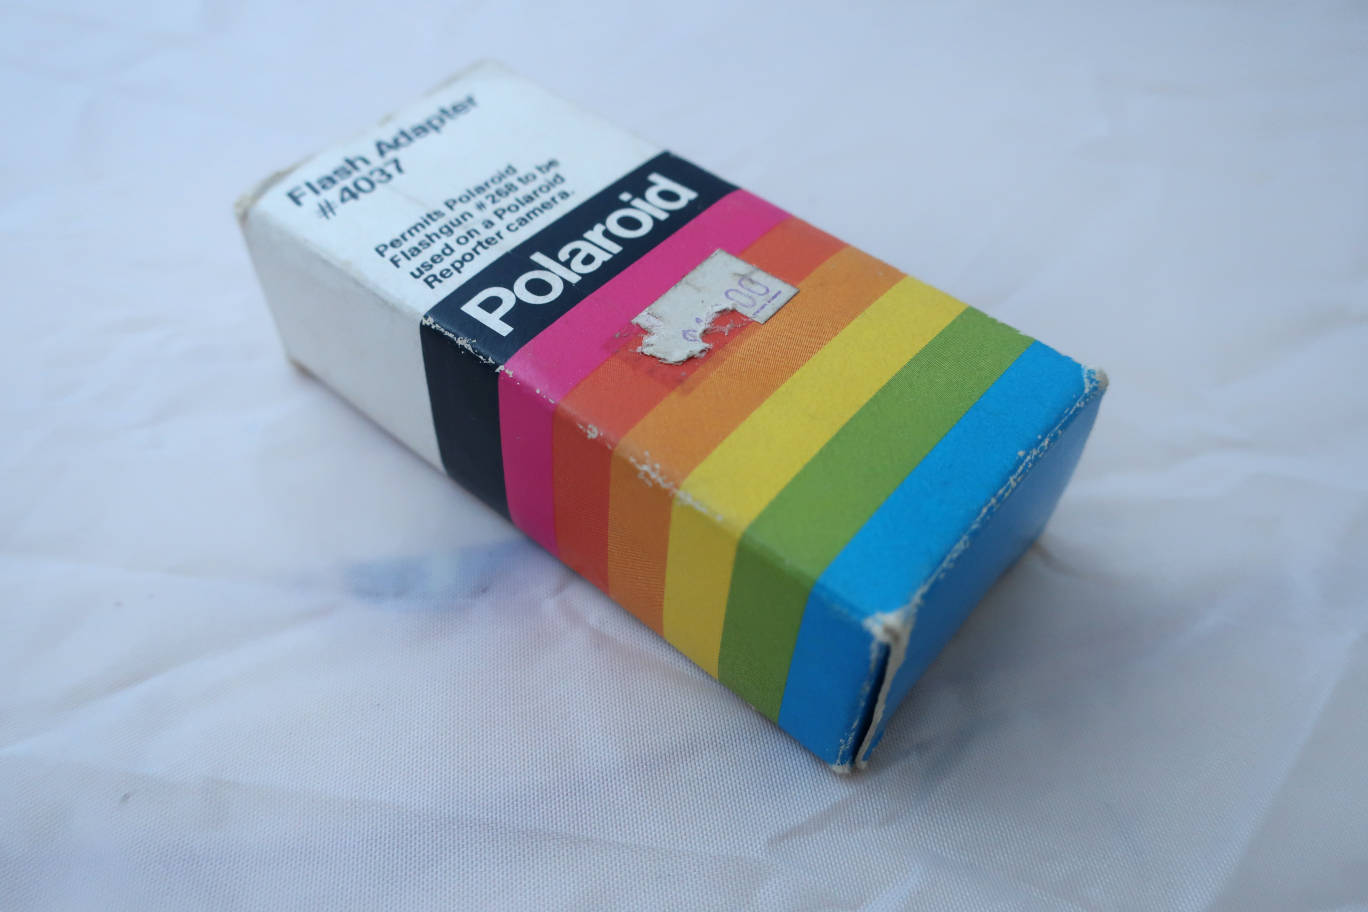 Flash Adapter
#4037
Permits Polaroid
Flashgun #268 to be
used on a Polaroid
Reporter camera.
Polaroid